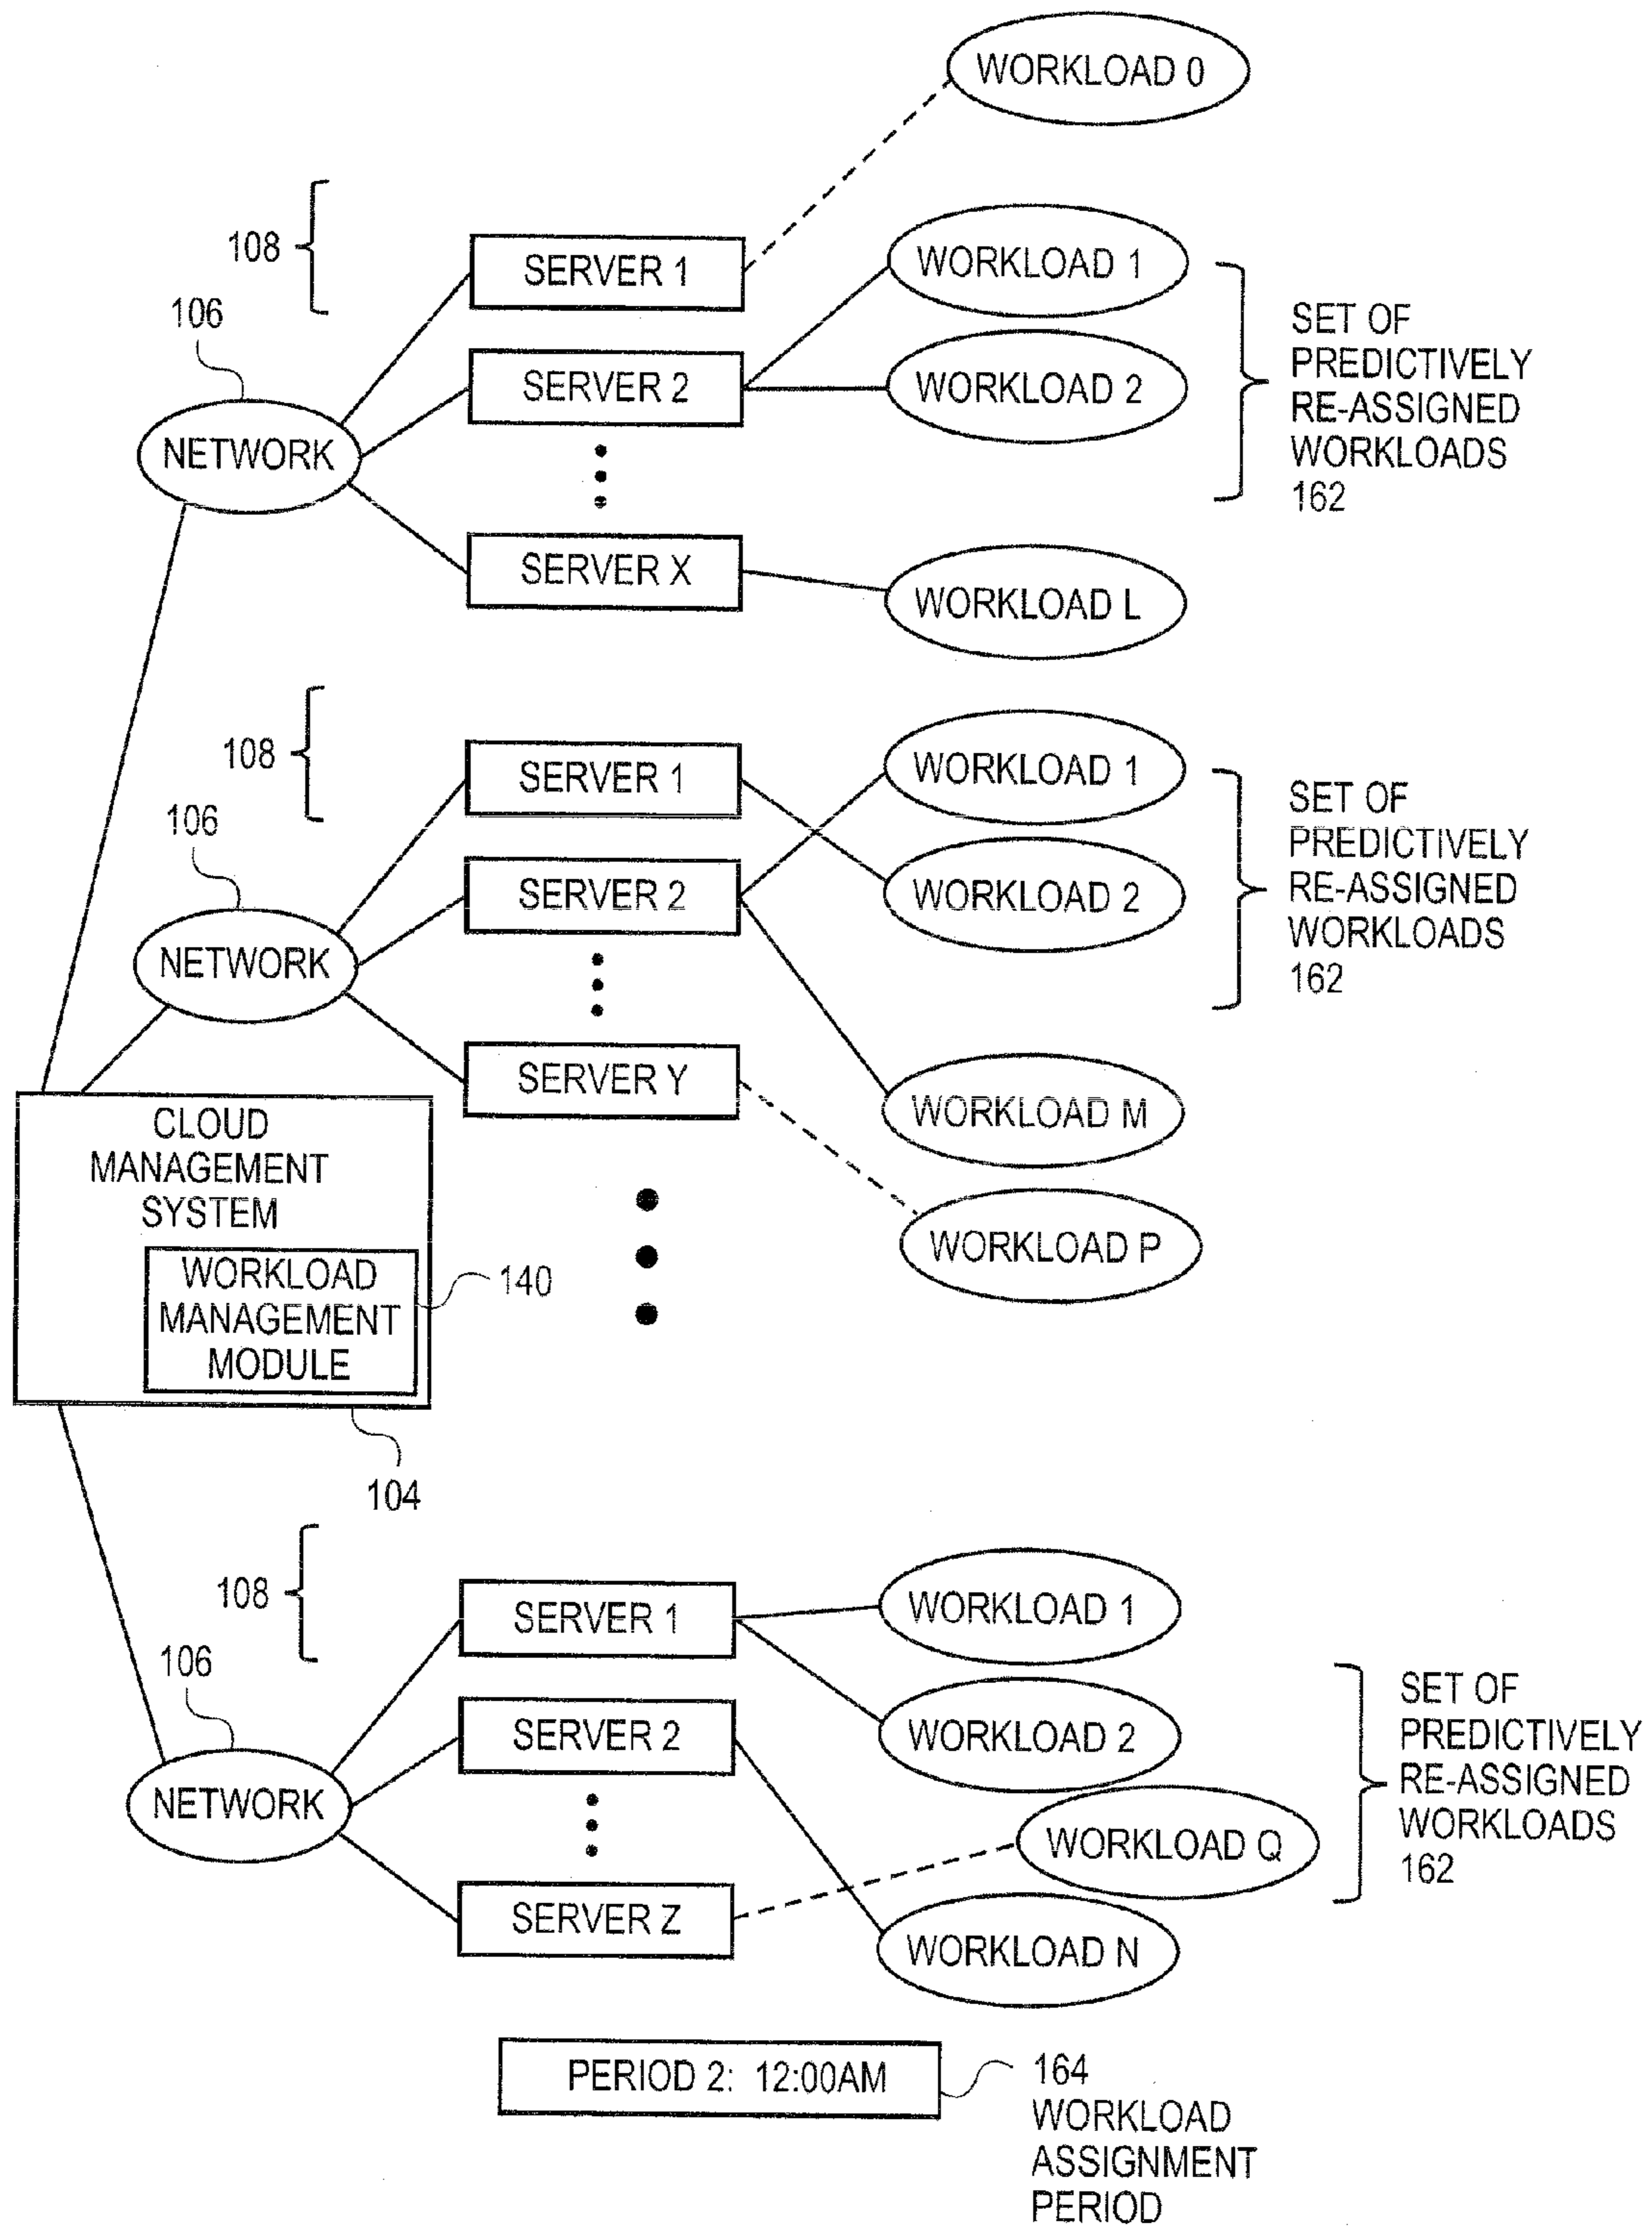 WORKLOAD 0
108
SERVER 1
WORKLOAD 1
106
SERVER 2
WORKLOAD 2
SET OF
PREDICTIVELY
RE-ASSIGNED
WORKLOADS
162
NETWORK
SERVER X
WORKLOAD L
108
SERVER 1
WORKLOAD 1
106
SERVER 2
WORKLOAD 2
SET OF
PREDICTIVELY
RE-ASSIGNED
WORKLOADS
162
NETWORK
SERVER Y
WORKLOAD M
WORKLOAD P
CLOUD
MANAGEMENT
SYSTEM
WORKLOAD
MANAGEMENT
MODULE
140
104
108
SERVER 1
WORKLOAD 1
106
SERVER 2
WORKLOAD 2
SET OF
PREDICTIVELY
RE-ASSIGNED
WORKLOADS
162
NETWORK
WORKLOAD Q
SERVER Z
WORKLOAD N
PERIOD 2: 12:00AM
164
WORKLOAD
ASSIGNMENT
PERIOD